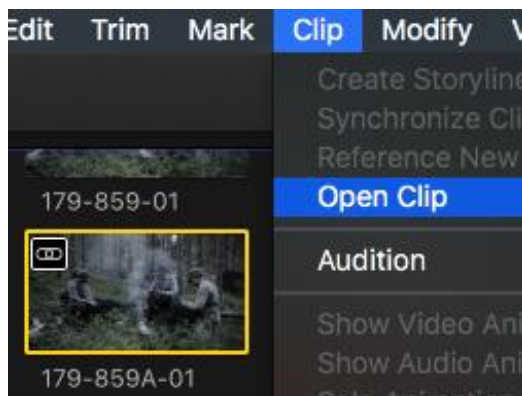 Edit Trim Mark Clip Modify
Create Storyline
Synchronize Cli
Reference New
179-859-01
Open Clip
Audition
Show Video Ani
179-859A-01
Show Audio Ani